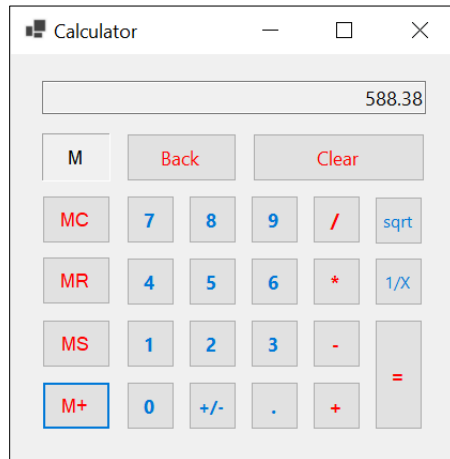 Calculator
588.38
M Back Clear
MC 7 8 9 / sqrt
MR 4 5 6 * 1/X
MS 1 2 3 -
=
M+ 0 +/- . +